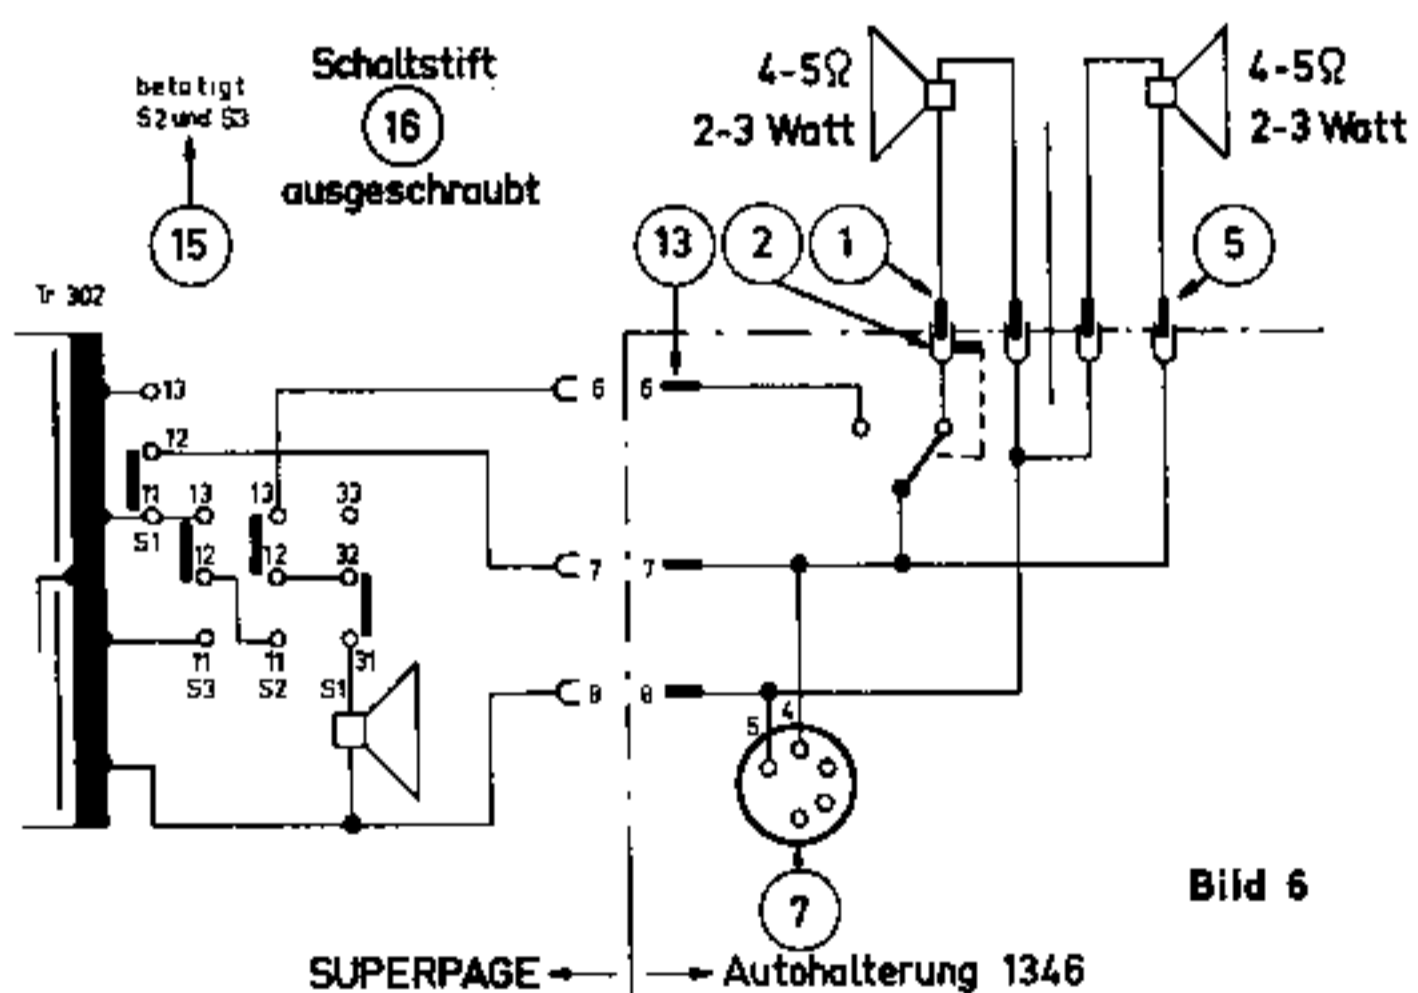 betätigt
S2 und S3
Schaltstift
16
ausgeschraubt
15
4-5Ω
2-3 Watt
4-5Ω
2-3 Watt
13
2
1
5
Tr 302
13
12
11
S1
13
12
11
S3
13
12
11
S2
33
32
31
S1
6
6
7
7
8
8
5
4
7
Bild 6
SUPERPAGE
Autohalterung 1346